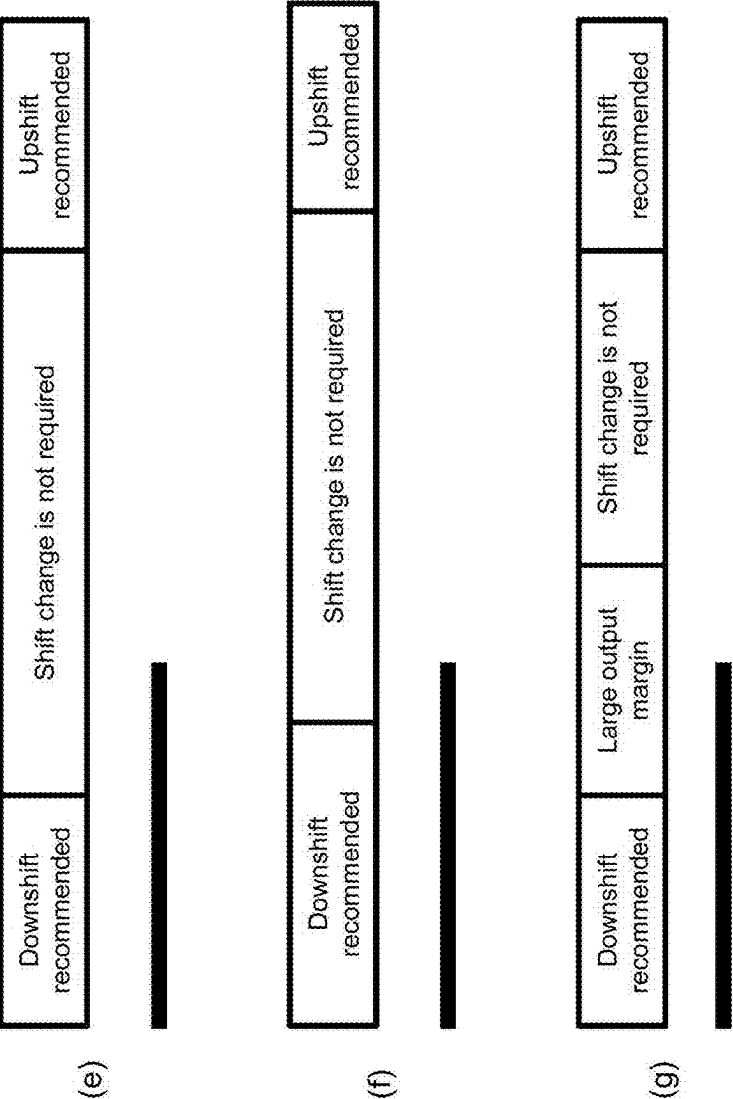 (e)
Downshift
recommended
Shift change is not required
Upshift
recommended
(f)
Downshift
recommended
Shift change is not required
Upshift
recommended
(g)
Downshift
recommended
Large output
margin
Shift change is not
required
Upshift
recommended